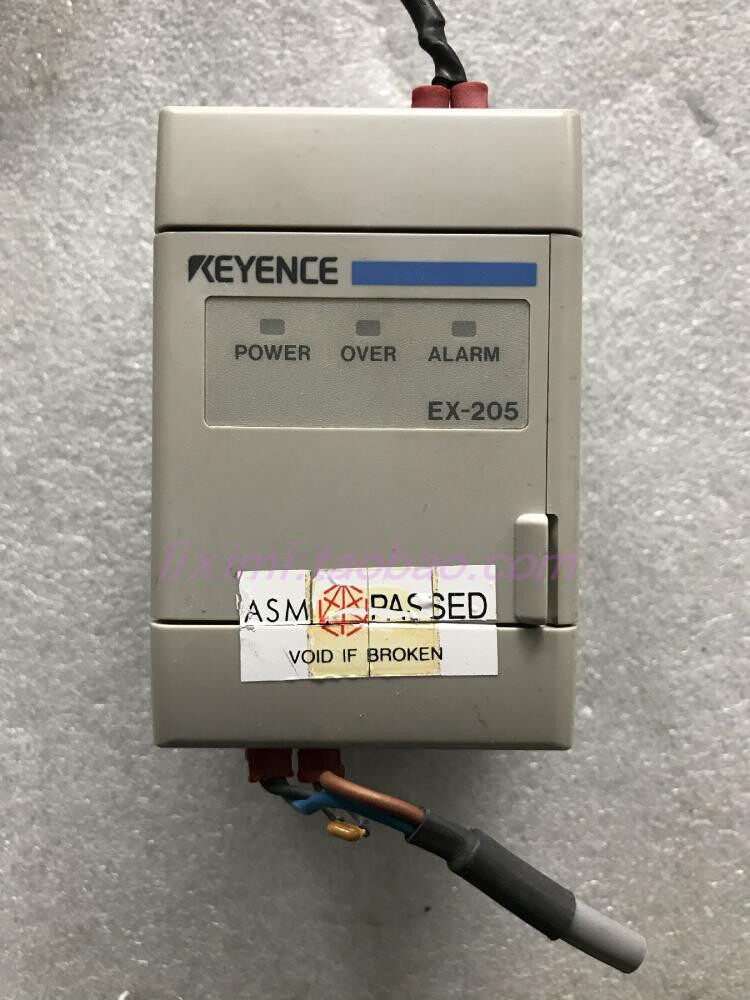 KEYENCE
POWER OVER ALARM
EX-205
liximi.taobao.com
ASM PASSED
VOID IF BROKEN